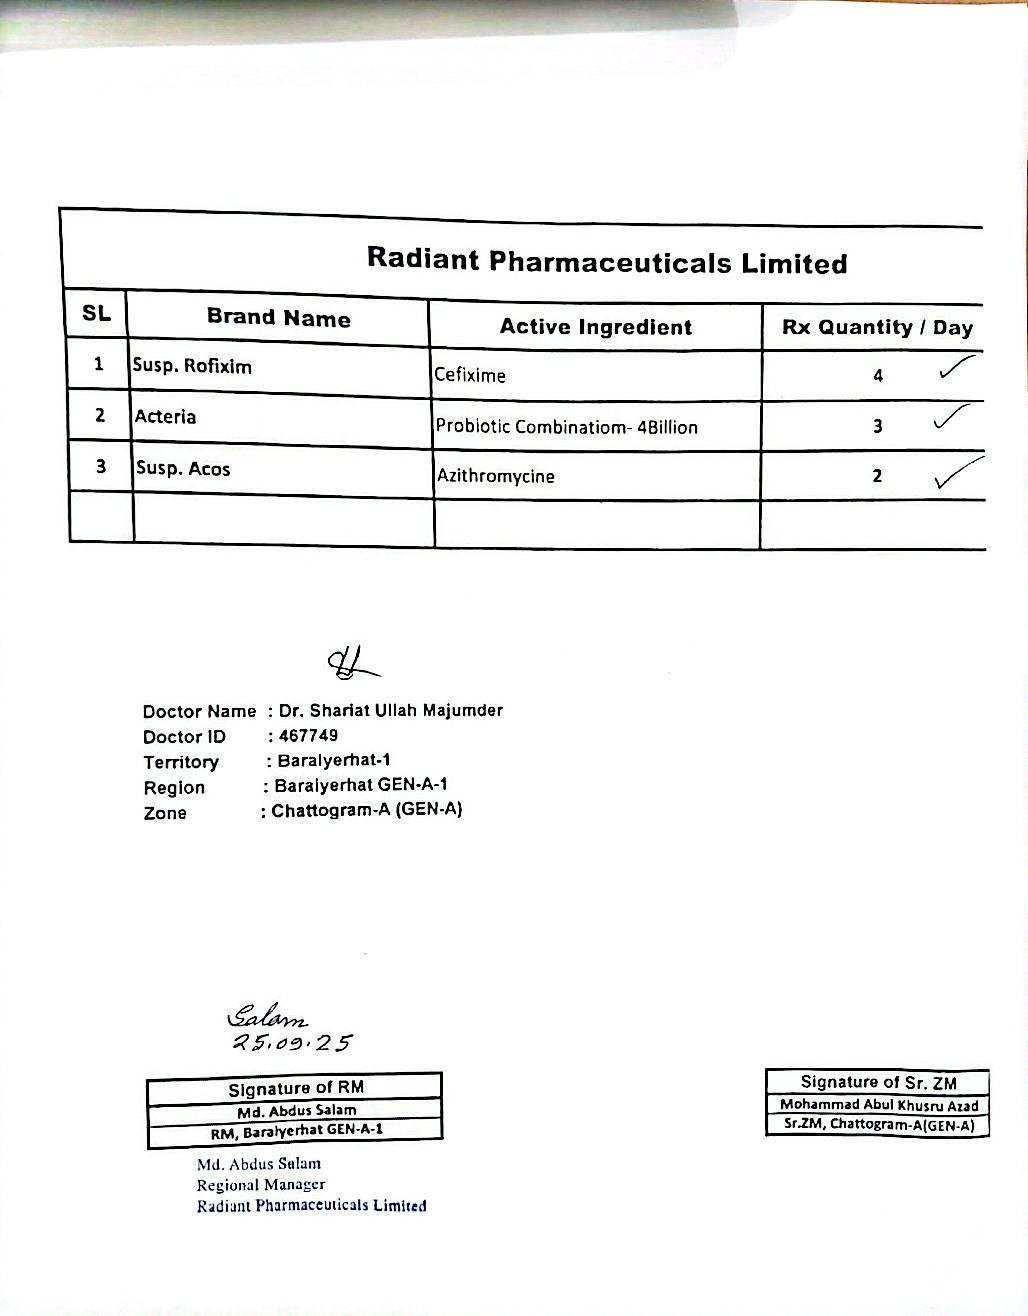 Radiant Pharmaceuticals Limited
SL Brand Name Active Ingredient Rx Quantity / Day
1 Susp. Rofixim Cefixime 4
2 Acteria Probiotic Combinatiom- 4Billion 3
3 Susp. Acos Azithromycine 2
Doctor Name : Dr. Shariat Ullah Majumder
Doctor ID : 467749
Territory : Baraiyerhat-1
Region : Baraiyerhat GEN-A-1
Zone : Chattogram-A (GEN-A)
Salam
25.09.25
Signature of RM
Md. Abdus Salam
RM, Baraiyerhat GEN-A-1
Md. Abdus Salam
Regional Manager
Radiant Pharmaceuticals Limited
Signature of Sr. ZM
Mohammad Abul Khusru Azad
Sr.ZM, Chattogram-A(GEN-A)